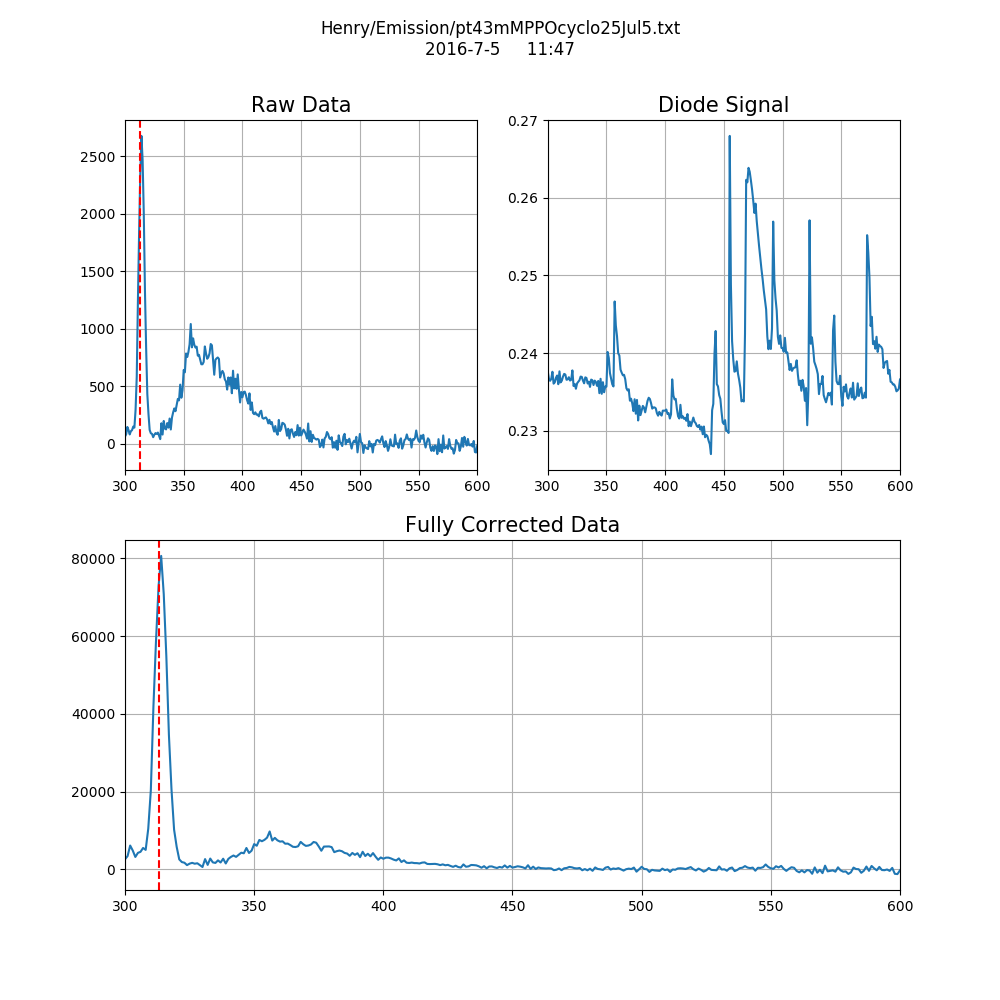 Henry/Emission/pt43mMPPOcyclo25Jul5.txt
2016-7-5 11:47
Raw Data
Diode Signal
2500
2000
1500
1000
500
0
300 350 400 450 500 550 600
0.27
0.26
0.25
0.24
0.23
300 350 400 450 500 550 600
Fully Corrected Data
80000
60000
40000
20000
0
300 350 400 450 500 550 600